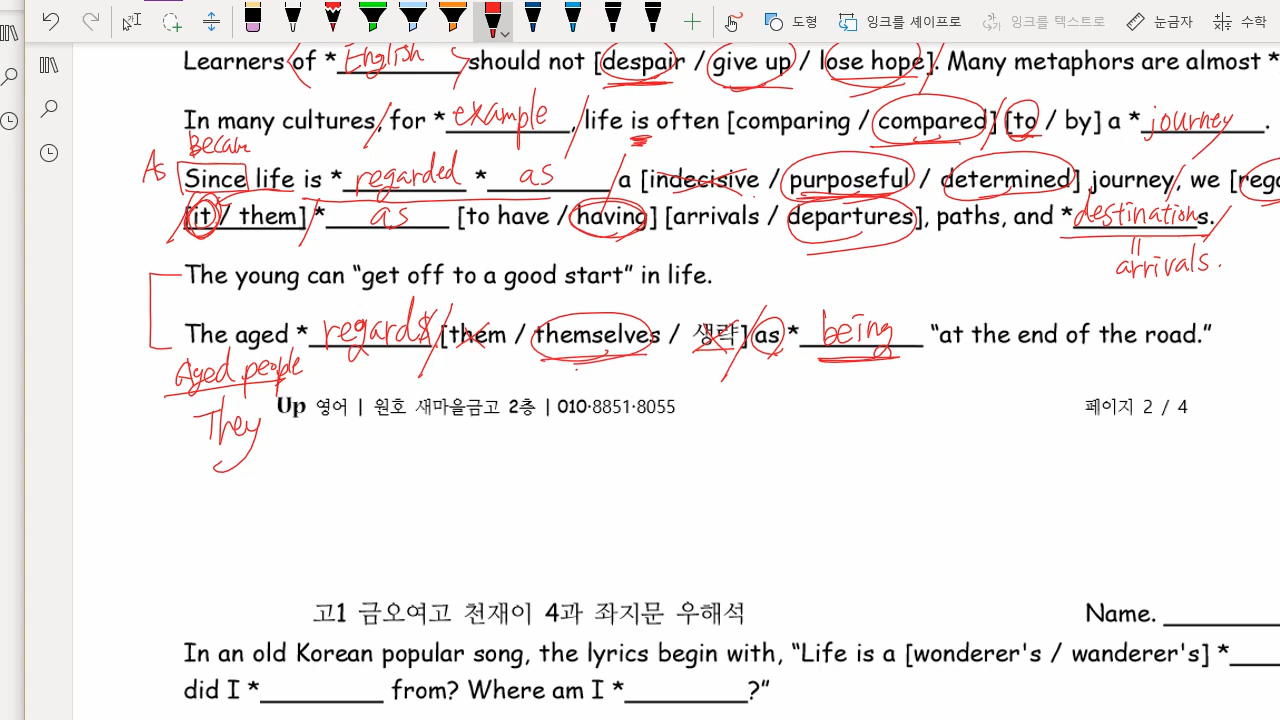 도형 잉크를 셰이프로 잉크를 텍스트로 눈금자 수학
Learners of * English should not [despair / give up / lose hope]. Many metaphors are almost *
In many cultures, for * example, life is often [comparing / compared] [to / by] a * journey.
Because
As Since life is * regarded * as a [indecisive / purposeful / determined] journey, we [rega
[it / them] * as [to have / having] [arrivals / departures], paths, and * destinations.
arrivals.
The young can “get off to a good start” in life.
The aged * regards [them / themselves / 생략] as * being “at the end of the road.”
Aged people
They
Up 영어 | 원호 새마을금고 2층 | 010·8851·8055 페이지 2 / 4
고1 금오여고 천재이 4과 좌지문 우해석 Name.
In an old Korean popular song, the lyrics begin with, “Life is a [wonderer's / wanderer's] *
did I * from? Where am I * ?”